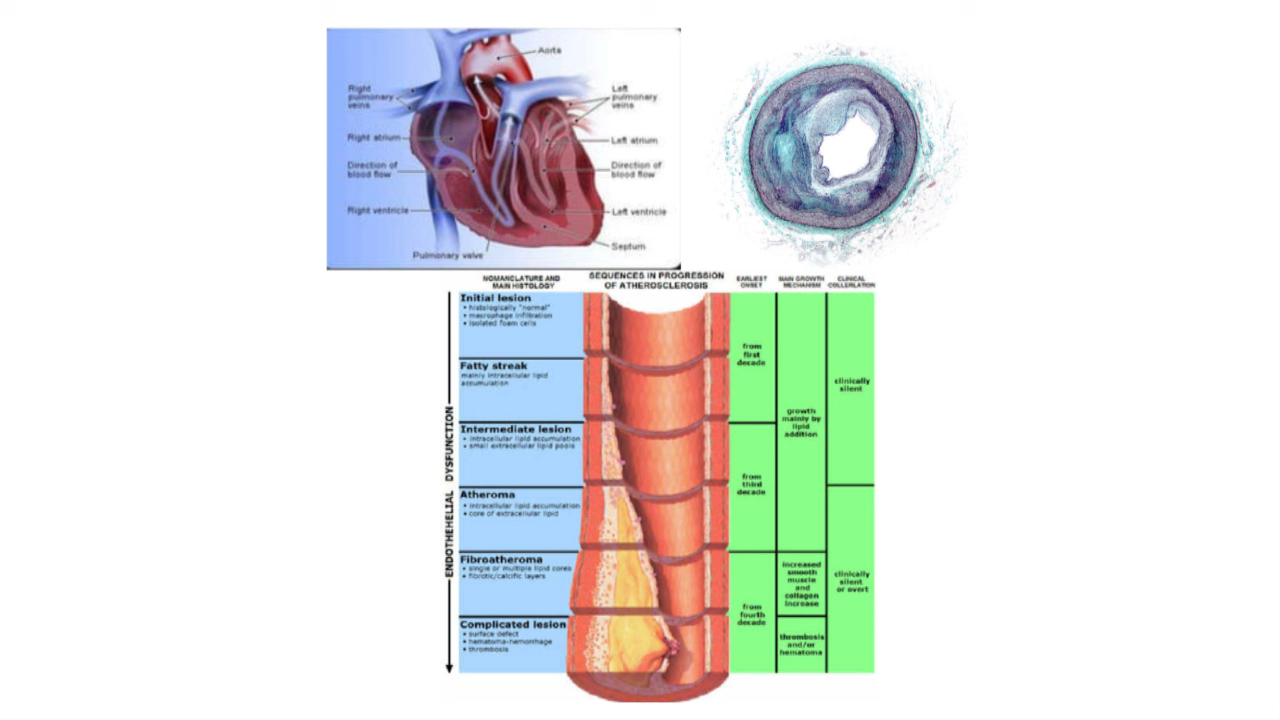 Aorta
Right
pulmonary
veins
Left
pulmonary
veins
Right atrium
Left atrium
Direction of
blood flow
Direction of
blood flow
Right ventricle
Left ventricle
Septum
Pulmonary valve
NOMANCLATURE AND
MAIN HISTOLOGY
SEQUENCES IN PROGRESSION
OF ATHEROSCLEROSIS
EARLIEST
ONSET
MAIN GROWTH
MECHANISM
CLINICAL
COLLERLATION
ENDOTHEHELIAL DYSFUNCTION
Initial lesion
• histologically "normal"
• macrophage infiltration
• isolated foam cells
Fatty streak
mainly intracellular lipid
accumulation
Intermediate lesion
• intracellular lipid accumulation
• small extracellular lipid pools
Atheroma
• intracellular lipid accumulation
• core of extracellular lipid
Fibroatheroma
• single or multiple lipid cores
• fibrotic/calcific layers
Complicated lesion
• surface defect
• hematoma-hemorrhage
• thrombosis
from
first
decade
from
third
decade
from
fourth
decade
growth
mainly by
lipid
addition
increased
smooth
muscle
and
collagen
increase
thrombosis
and/or
hematoma
clinically
silent
clinically
silent
or overt